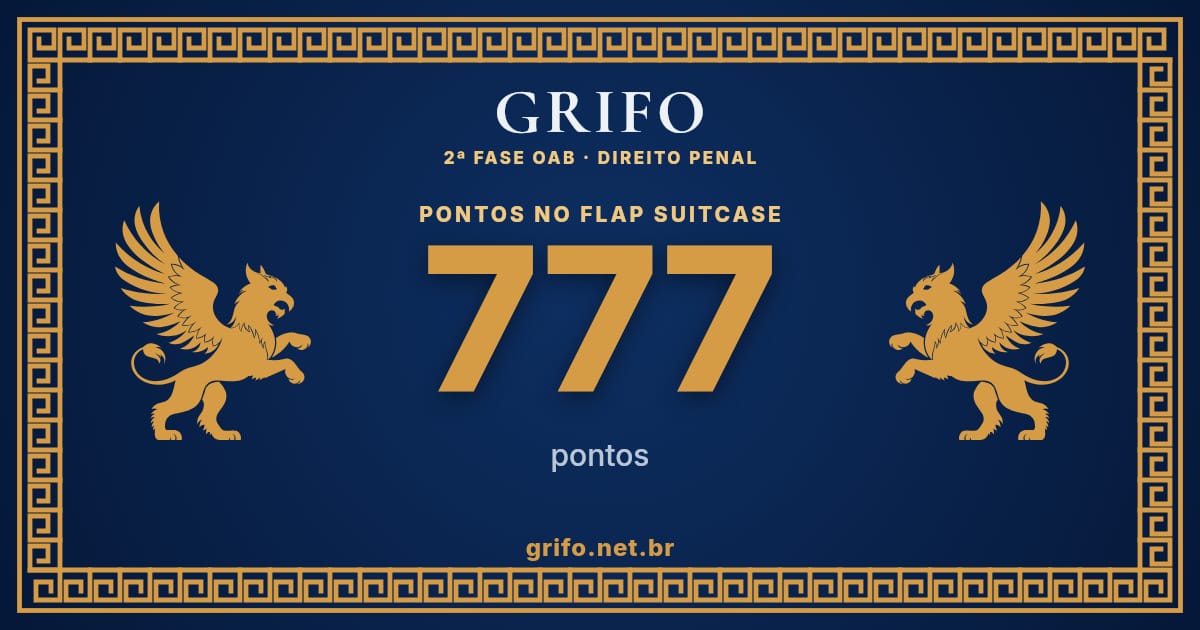 GRIFO
2ª FASE OAB · DIREITO PENAL
PONTOS NO FLAP SUITCASE
777
pontos
grifo.net.br